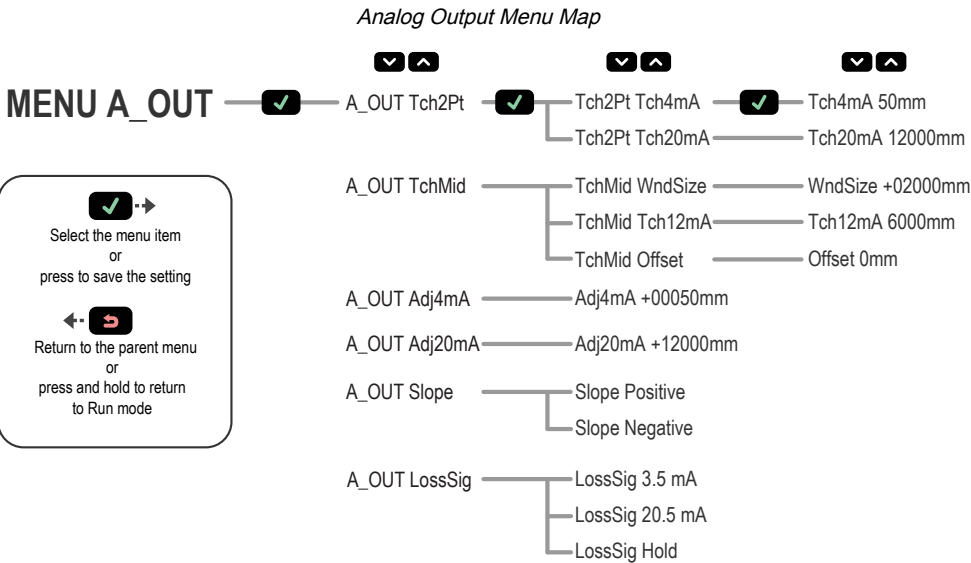 Analog Output Menu Map
MENU A_OUT
A_OUT Tch2Pt
Tch2Pt Tch4mA
Tch4mA 50mm
Tch2Pt Tch20mA
Tch20mA 12000mm
A_OUT TchMid
TchMid WndSize
WndSize +02000mm
TchMid Tch12mA
Tch12mA 6000mm
TchMid Offset
Offset 0mm
A_OUT Adj4mA
Adj4mA +00050mm
A_OUT Adj20mA
Adj20mA +12000mm
A_OUT Slope
Slope Positive
Slope Negative
A_OUT LossSig
LossSig 3.5 mA
LossSig 20.5 mA
LossSig Hold
Select the menu item
or
press to save the setting
Return to the parent menu
or
press and hold to return
to Run mode